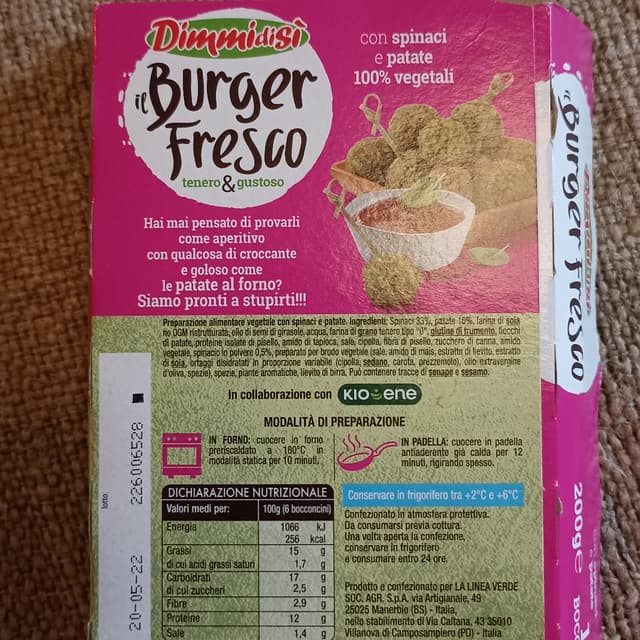 DimmidiSì
il Burger
Fresco
tenero & gustoso
con spinaci
e patate
100% vegetali
Hai mai pensato di provarli
come aperitivo
con qualcosa di croccante
e goloso come
le patate al forno?
Siamo pronti a stupirti!!!
Preparazione alimentare vegetale con spinaci e patate. Ingredienti: Spinaci 33%, patate 15%, farina di soia
no OGM ristrutturata, olio di semi di girasole, acqua, farina di grano tenero tipo "0", glutine di frumento, fiocchi
di patate, proteine isolate di pisello, amido di tapioca, sale, cipolla, fibra di pisello, zucchero di canna, amido
vegetale, spinacio in polvere 0,5%, preparato per brodo vegetale (sale, amido di mais, estratto di lievito, estratto
di soia, ortaggi disidratati in proporzione variabile (cipolla, sedano, carota, prezzemolo), olio extravergine
d'oliva, spezie), spezie, piante aromatiche, lievito di birra. Può contenere tracce di senape e sesamo.
In collaborazione con KIOENE
MODALITÀ DI PREPARAZIONE
IN FORNO: cuocere in forno
preriscaldato a 180°C in
modalità statica per 10 minuti.
IN PADELLA: cuocere in padella
antiaderente già calda per 12
minuti, rigirando spesso.
DICHIARAZIONE NUTRIZIONALE
Valori medi per: 100g (6 bocconcini)
Energia 1066 kJ
256 kcal
Grassi 15 g
di cui acidi grassi saturi 1,7 g
Carboidrati 17 g
di cui zuccheri 2,5 g
Fibre 2,9 g
Proteine 12 g
Sale 1,4 g
Conservare in frigorifero tra +2°C e +6°C
Confezionato in atmosfera protettiva.
Da consumarsi previa cottura.
Una volta aperta la confezione,
conservare in frigorifero
e consumare entro 24 ore.
Prodotto e confezionato per LA LINEA VERDE
SOC. AGR. S.p.A. via Artigianale, 49
25025 Manerbio (BS) - Italia,
nello stabilimento di Via Caltana, 43 35010
Villanova di Camposampiero (PD) - Italia
lotto
20-05-22 226006528
il Burger Fresco
200g e